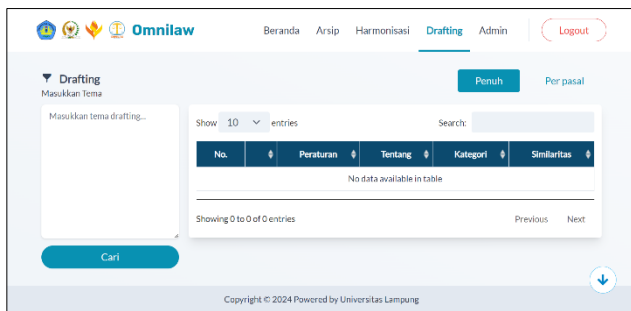 Omnilaw
Beranda Arsip Harmonisasi Drafting Admin Logout
Drafting
Masukkan Tema
Penuh Per pasal
Masukkan tema drafting...
Show 10 entries Search:
No. Peraturan Tentang Kategori Similaritas
No data available in table
Showing 0 to 0 of 0 entries Previous Next
Cari
Copyright © 2024 Powered by Universitas Lampung